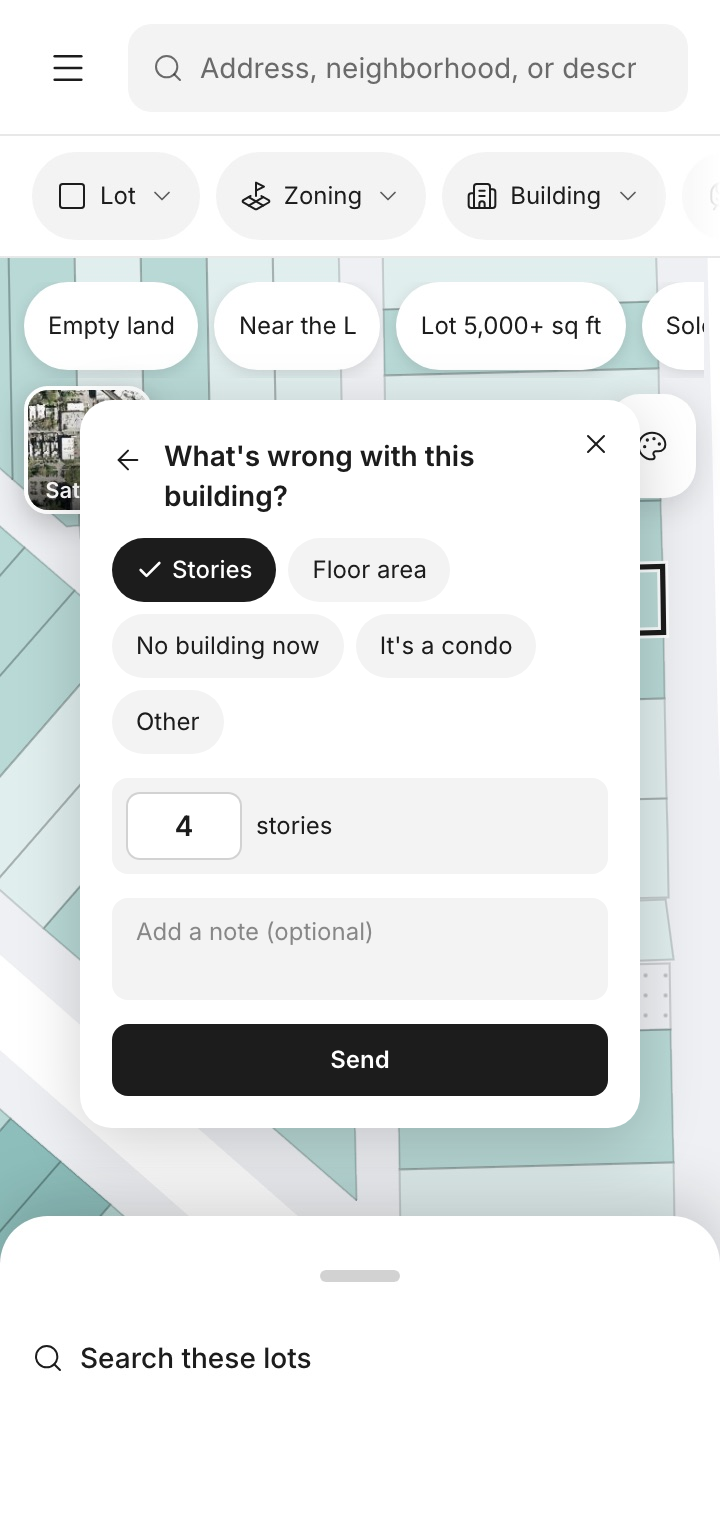 Address, neighborhood, or descr
Lot
Zoning
Building
Empty land
Near the L
Lot 5,000+ sq ft
Sol
Sat
What's wrong with this
building?
Stories
Floor area
No building now
It's a condo
Other
4 stories
Add a note (optional)
Send
Search these lots